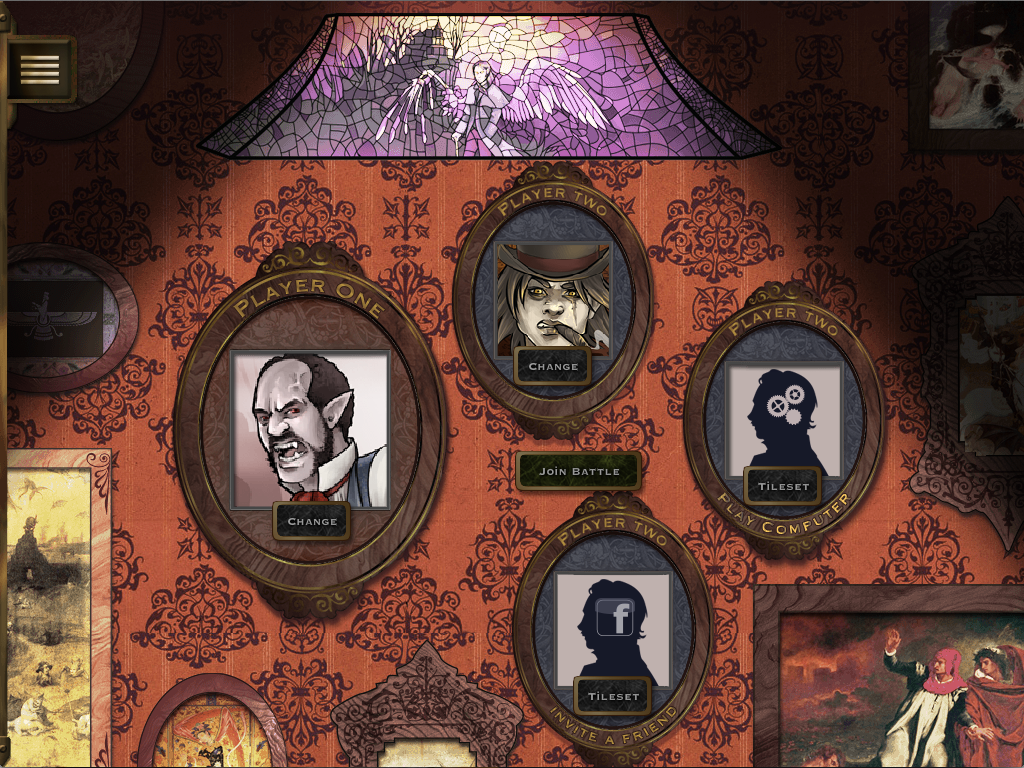 Player Two
Player One
Change
Player Two
Join Battle
Tileset
Play Computer
Change
Player Two
f
Tileset
Invite a Friend